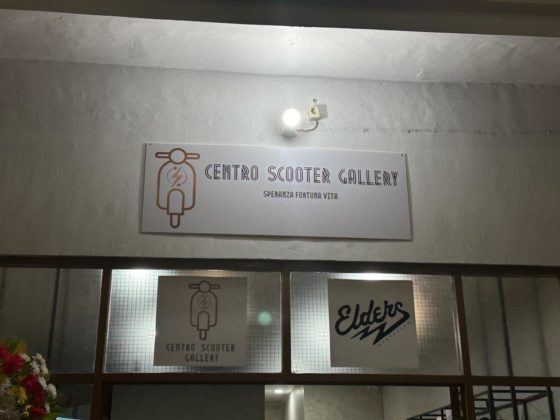 CENTRO SCOOTER GALLERY
SPERANZA FORTUNA VITA
CENTRO SCOOTER
GALLERY
Elders